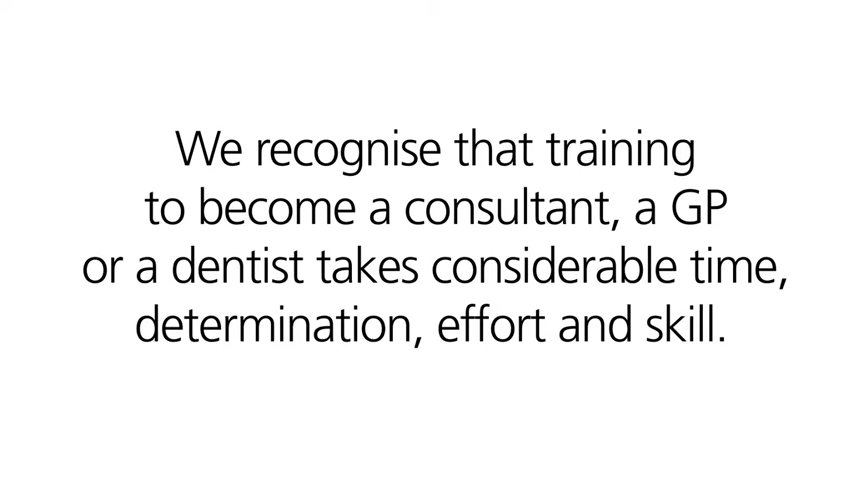 We recognise that training
to become a consultant, a GP
or a dentist takes considerable time,
determination, effort and skill.